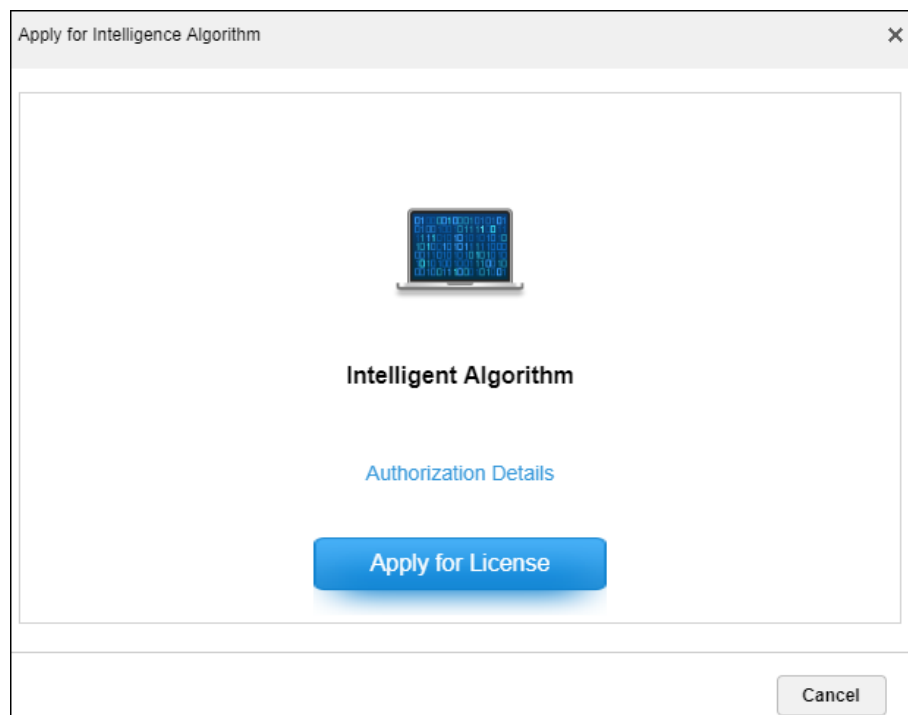 Apply for Intelligence Algorithm
Intelligent Algorithm
Authorization Details
Apply for License
Cancel